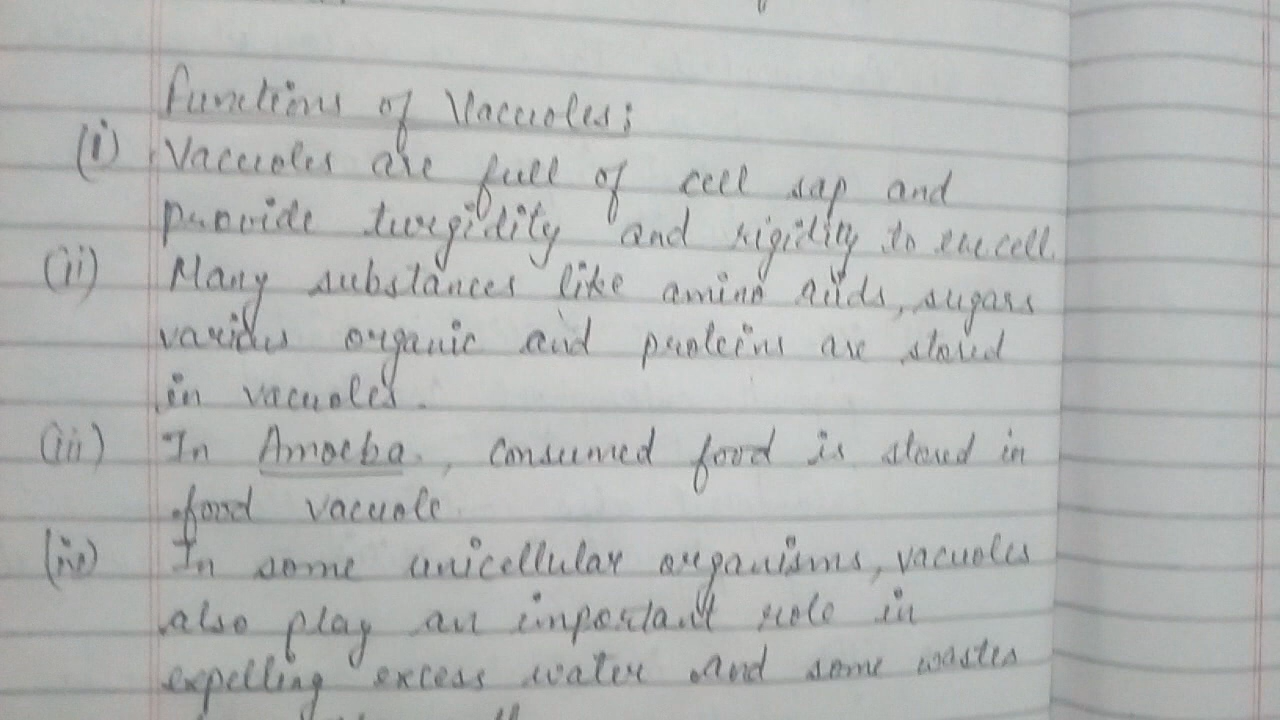 Functions of Vacuoles:
(i) Vacuoles are full of cell sap and
provide turgidity and rigidity to the cell.
(ii) Many substances like amino acids, sugars
various organic and proteins are stored
in vacuoles.
(iii) In Amoeba, consumed food is stored in
food vacuole
(iv) In some unicellular organisms, vacuoles
also play an important role in
expelling excess water and some wastes